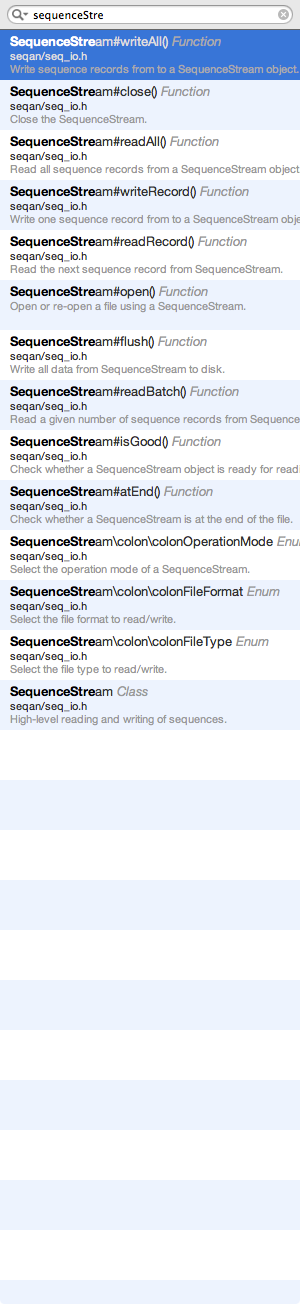 sequenceStre
SequenceStream#writeAll() Function
seqan/seq_io.h
Write sequence records from to a SequenceStream object.
SequenceStream#close() Function
seqan/seq_io.h
Close the SequenceStream.
SequenceStream#readAll() Function
seqan/seq_io.h
Read all sequence records from a SequenceStream object
SequenceStream#writeRecord() Function
seqan/seq_io.h
Write one sequence record from to a SequenceStream obje
SequenceStream#readRecord() Function
seqan/seq_io.h
Read the next sequence record from SequenceStream.
SequenceStream#open() Function
seqan/seq_io.h
Open or re-open a file using a SequenceStream.
SequenceStream#flush() Function
seqan/seq_io.h
Write all data from SequenceStream to disk.
SequenceStream#readBatch() Function
seqan/seq_io.h
Read a given number of sequence records from Sequence
SequenceStream#isGood() Function
seqan/seq_io.h
Check whether a SequenceStream object is ready for readi
SequenceStream#atEnd() Function
seqan/seq_io.h
Check whether a SequenceStream is at the end of the file.
SequenceStream\colon\colonOperationMode Enu
seqan/seq_io.h
Select the operation mode of a SequenceStream.
SequenceStream\colon\colonFileFormat Enum
seqan/seq_io.h
Select the file format to read/write.
SequenceStream\colon\colonFileType Enum
seqan/seq_io.h
Select the file type to read/write.
SequenceStream Class
seqan/seq_io.h
High-level reading and writing of sequences.